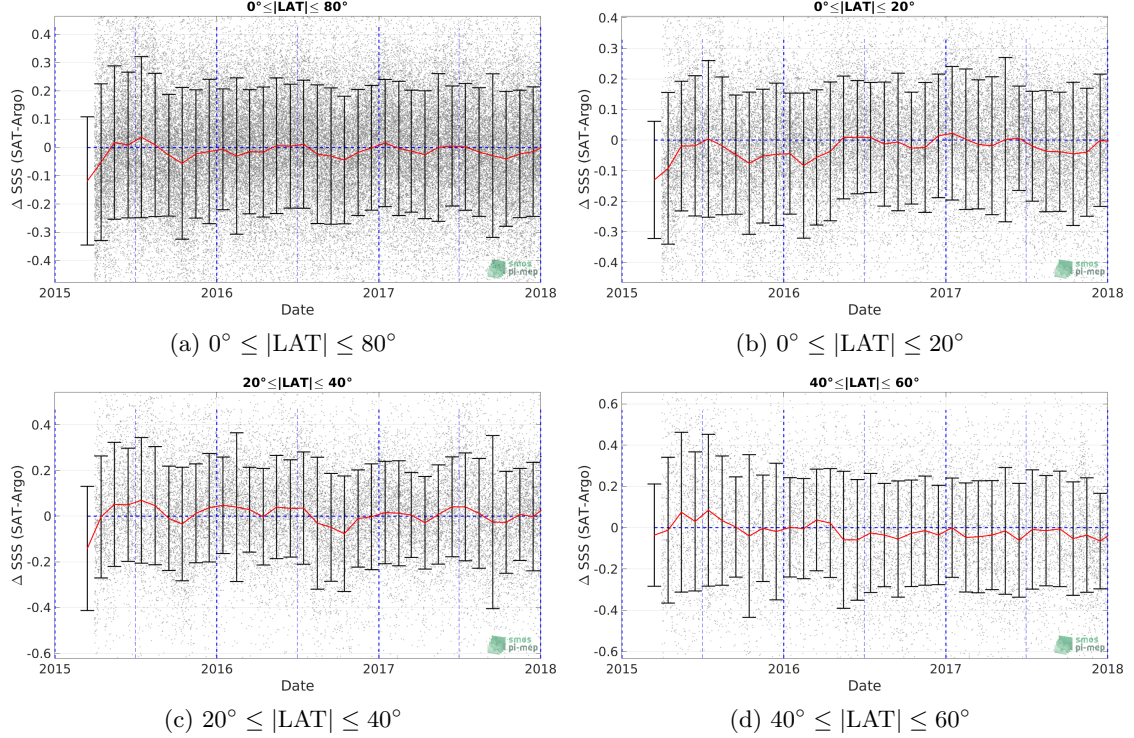 0°≤|LAT|≤ 80°
Δ SSS (SAT-Argo)
0.4
0.3
0.2
0.1
0
-0.1
-0.2
-0.3
-0.4
2015
2016
2017
2018
Date
smos
pi-mep
(a) 0° ≤ |LAT| ≤ 80°
0°≤|LAT|≤ 20°
Δ SSS (SAT-Argo)
0.4
0.3
0.2
0.1
0
-0.1
-0.2
-0.3
-0.4
2015
2016
2017
2018
Date
smos
pi-mep
(b) 0° ≤ |LAT| ≤ 20°
20°≤|LAT|≤ 40°
Δ SSS (SAT-Argo)
0.4
0.2
0
-0.2
-0.4
-0.6
2015
2016
2017
2018
Date
smos
pi-mep
(c) 20° ≤ |LAT| ≤ 40°
40°≤|LAT|≤ 60°
Δ SSS (SAT-Argo)
0.6
0.4
0.2
0
-0.2
-0.4
-0.6
2015
2016
2017
2018
Date
smos
pi-mep
(d) 40° ≤ |LAT| ≤ 60°